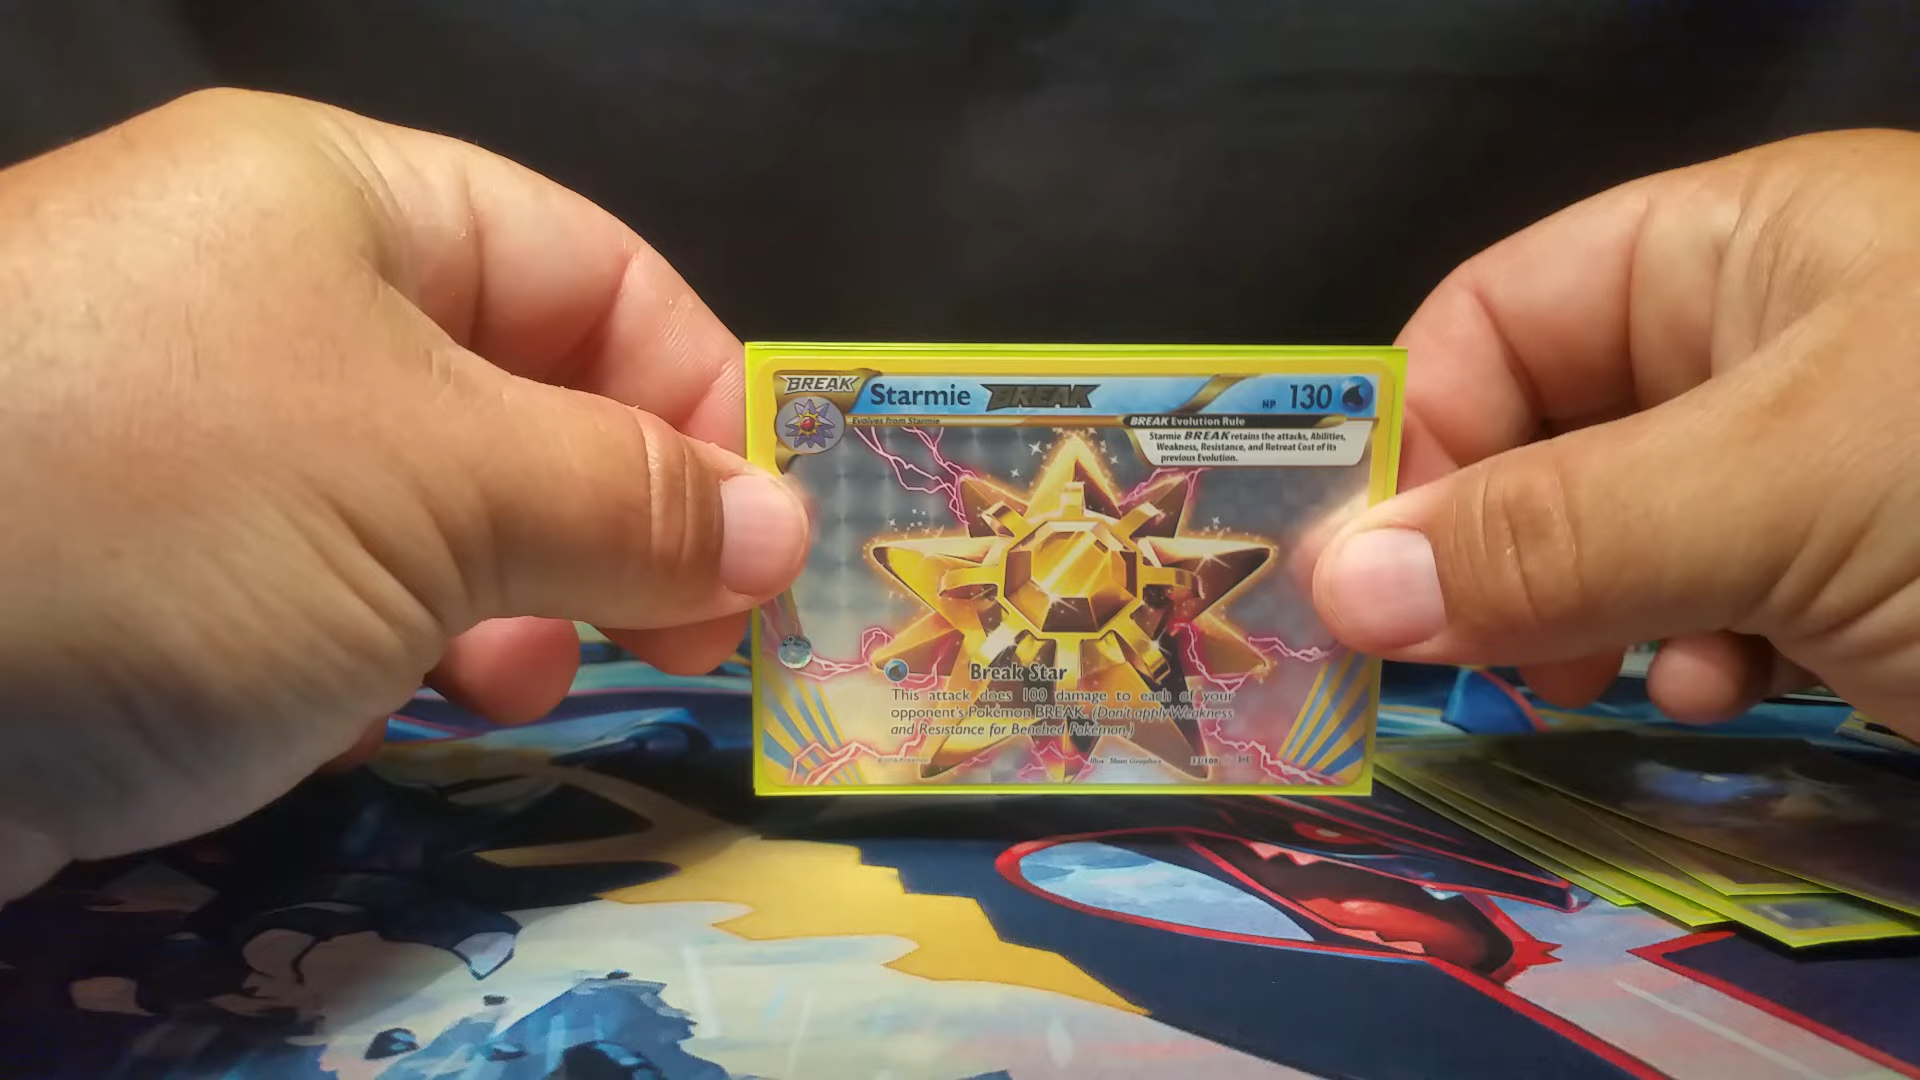 BREAK
Starmie BREAK
HP 130
Evolves from Starmie
BREAK Evolution Rule
Starmie BREAK retains the attacks, Abilities,
Weakness, Resistance, and Retreat Cost of its
previous Evolution.
Break Star
This attack does 100 damage to each of your
opponent's Pokémon BREAK. (Don't apply Weakness
and Resistance for Benched Pokémon.)